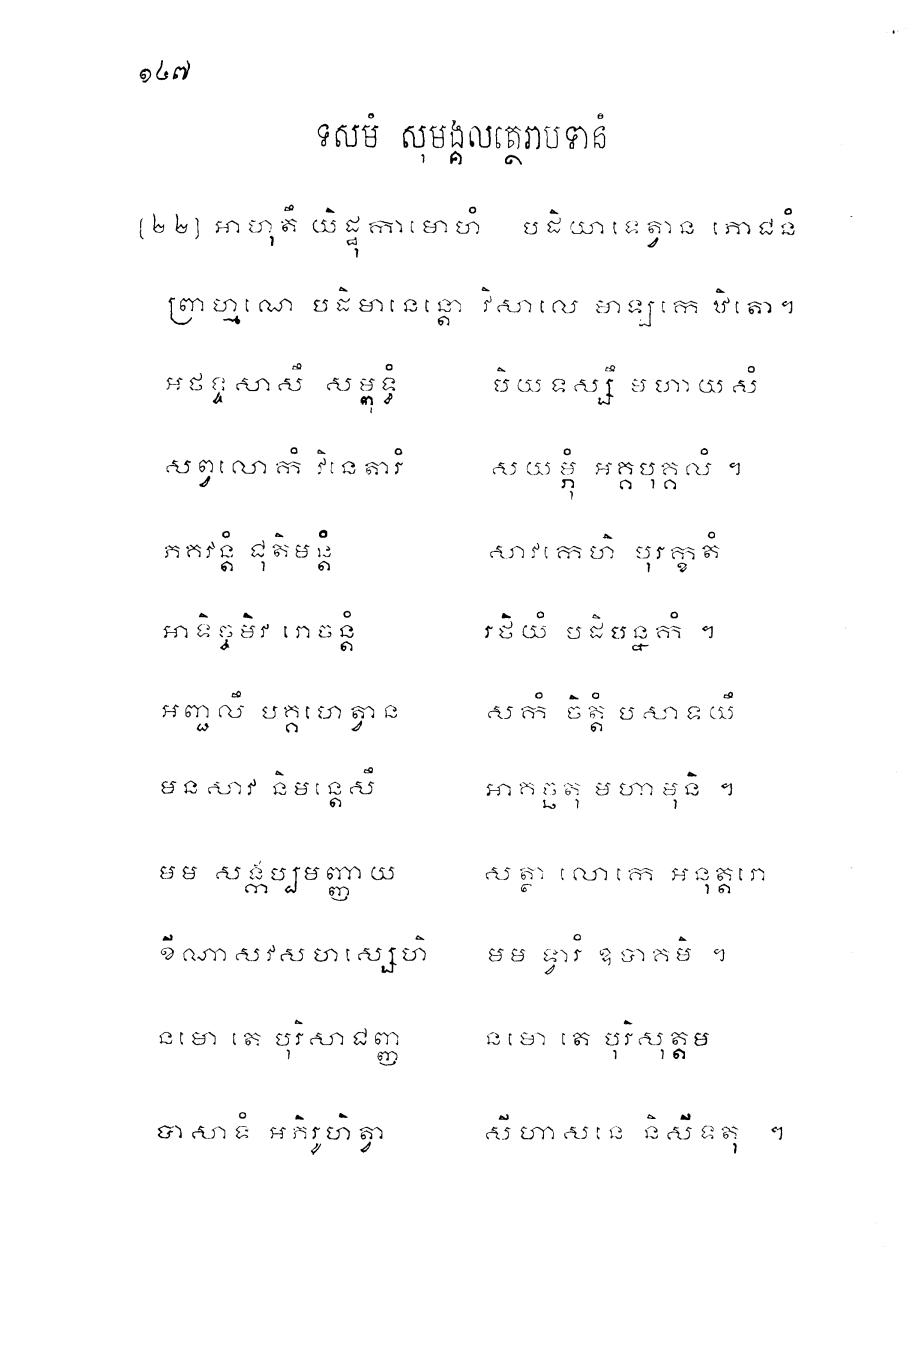 ១៤៧
ទសមំ សុមង្គលត្ថេរាបទានំ
[២២] អាហុតឹ យិដ្ឋុកាមោហំ បដិយាទេត្វាន ភោជនំ
ព្រាហ្មណេ បដិមានេន្តោ វិសាលេ មាឡកេ ឋិតោ។
អថទ្ទសាសឹ សម្ពុទ្ធំ បិយទស្សឹ មហាយសំ
សព្វលោកំ វិនេតារំ សយម្ភុំ អគ្គបុគ្គលំ ។
ភគវន្តំ ជុតិមន្តំ សាវកេហិ បុរក្ខតំ
អាទិច្ចមិវ រោចន្តំ រថិយំ បដិបន្នកំ ។
អញ្ជលឹ បគ្គហេត្វាន សកំ ចិត្តំ បសាទយឹ
មនសាវ និមន្តេសឹ អាគច្ឆតុ មហាមុនិ ។
មម សង្កប្បមញ្ញាយ សត្ថា លោកេ អនុត្តរោ
ខីណាសវសហស្សេហិ មម ទ្វារំ ឧបាគមិ ។
នមោ តេ បុរិសាជញ្ញ នមោ តេ បុរិសុត្តម
បាសាទំ អភិរូហិត្វា សីហាសនេ និសីទតុ ។